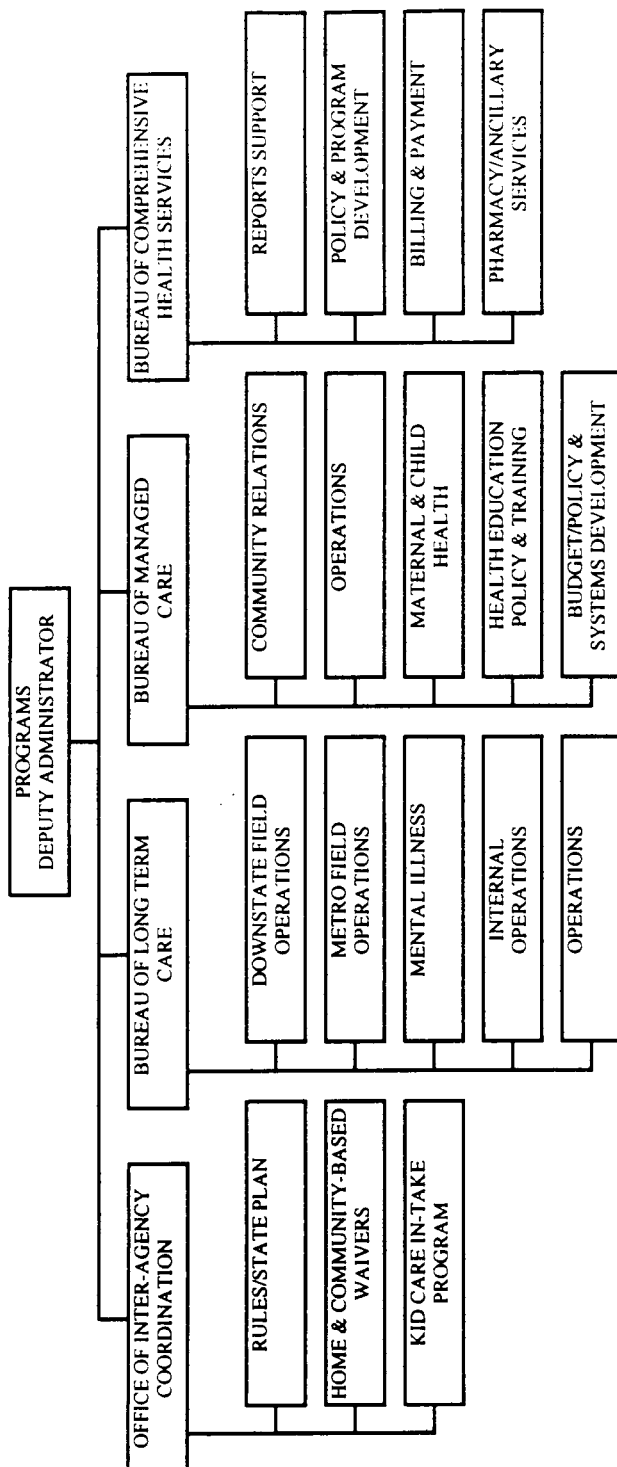 PROGRAMS
DEPUTY ADMINISTRATOR
OFFICE OF INTER-AGENCY
COORDINATION
RULES/STATE PLAN
HOME & COMMUNITY-BASED
WAIVERS
KID CARE IN-TAKE
PROGRAM
BUREAU OF LONG TERM
CARE
DOWNSTATE FIELD
OPERATIONS
METRO FIELD
OPERATIONS
MENTAL ILLNESS
INTERNAL
OPERATIONS
OPERATIONS
BUREAU OF MANAGED
CARE
COMMUNITY RELATIONS
OPERATIONS
MATERNAL & CHILD
HEALTH
HEALTH EDUCATION
POLICY & TRAINING
BUDGET/POLICY &
SYSTEMS DEVELOPMENT
BUREAU OF COMPREHENSIVE
HEALTH SERVICES
REPORTS SUPPORT
POLICY & PROGRAM
DEVELOPMENT
BILLING & PAYMENT
PHARMACY/ANCILLARY
SERVICES